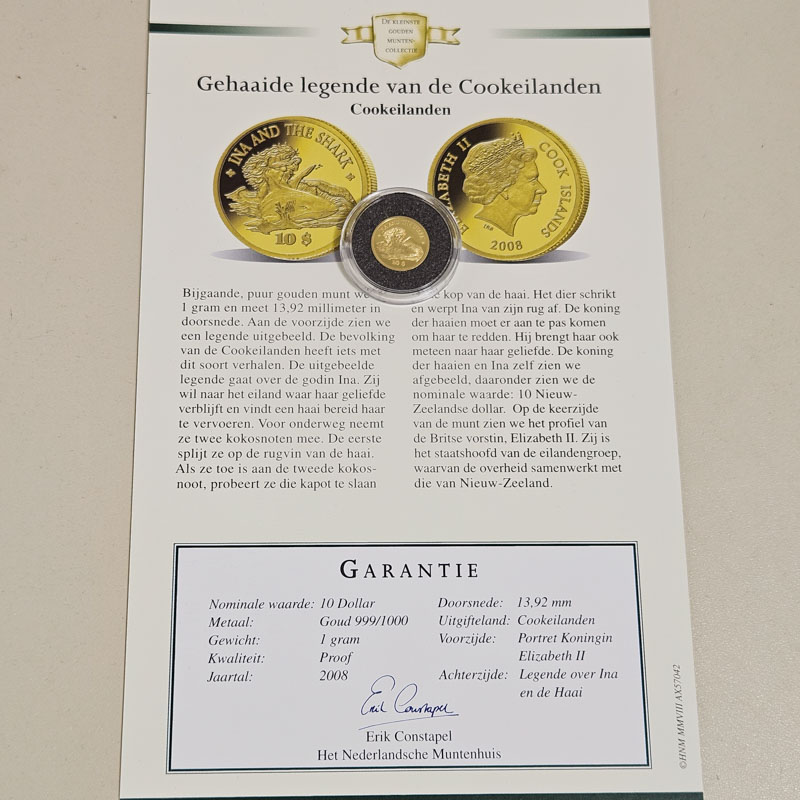 DE KLEINSTE
GOUDEN
MUNTEN-
COLLECTIE
Gehaaide legende van de Cookeilanden
Cookeilanden
INA AND THE SHARK
10 $
ELIZABETH II
COOK ISLANDS
IRB
2008
10 $
Bijgaande, puur gouden munt
1 gram en meet 13,92 millimeter in
doorsnede. Aan de voorzijde zien we
een legende uitgebeeld. De bevolking
van de Cookeilanden heeft iets met
dit soort verhalen. De uitgebeelde
legende gaat over de godin Ina. Zij
wil naar het eiland waar haar geliefde
verblijft en vindt een haai bereid haar
te vervoeren. Voor onderweg neemt
ze twee kokosnoten mee. De eerste
splijt ze op de rugvin van de haai.
Als ze toe is aan de tweede kokos-
noot, probeert ze die kapot te slaan
kop van de haai. Het dier schrikt
en werpt Ina van zijn rug af. De koning
der haaien moet er aan te pas komen
om haar te redden. Hij brengt haar ook
meteen naar haar geliefde. De koning
der haaien en Ina zelf zien we
afgebeeld, daaronder zien we de
nominale waarde: 10 Nieuw-
Zeelandse dollar. Op de keerzijde
van de munt zien we het profiel van
de Britse vorstin, Elizabeth II. Zij is
het staatshoofd van de eilandengroep,
waarvan de overheid samenwerkt met
die van Nieuw-Zeeland.
GARANTIE
Nominale waarde: 10 Dollar
Metaal: Goud 999/1000
Gewicht: 1 gram
Kwaliteit: Proof
Jaartal: 2008
Doorsnede: 13,92 mm
Uitgifteland: Cookeilanden
Voorzijde: Portret Koningin
Elizabeth II
Achterzijde: Legende over Ina
en de Haai
Erik Constapel
Erik Constapel
Het Nederlandsche Muntenhuis
©HNM MMVIII AX57042